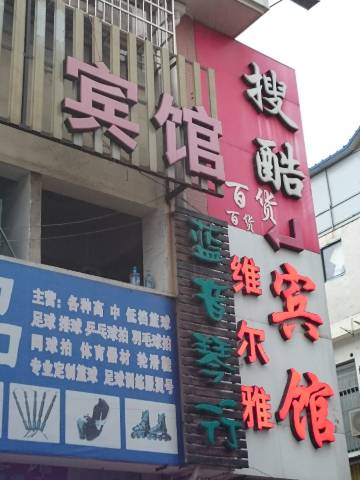 宾馆
搜酷
百货
百货
蓝音琴行
维尔雅
宾馆
主营:各种高 中 低档篮球
足球 排球 乒乓球拍 羽毛球拍
网球拍 体育器材 轮滑鞋
专业定制篮球 足球训练服烫号